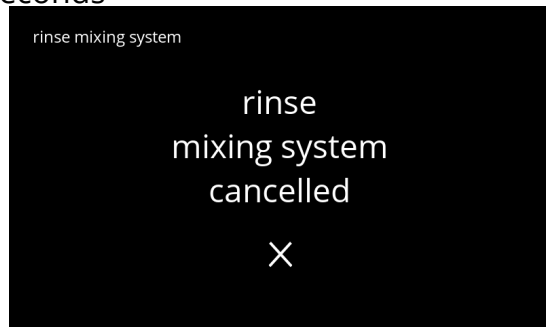 rinse mixing system
rinse
mixing system
cancelled